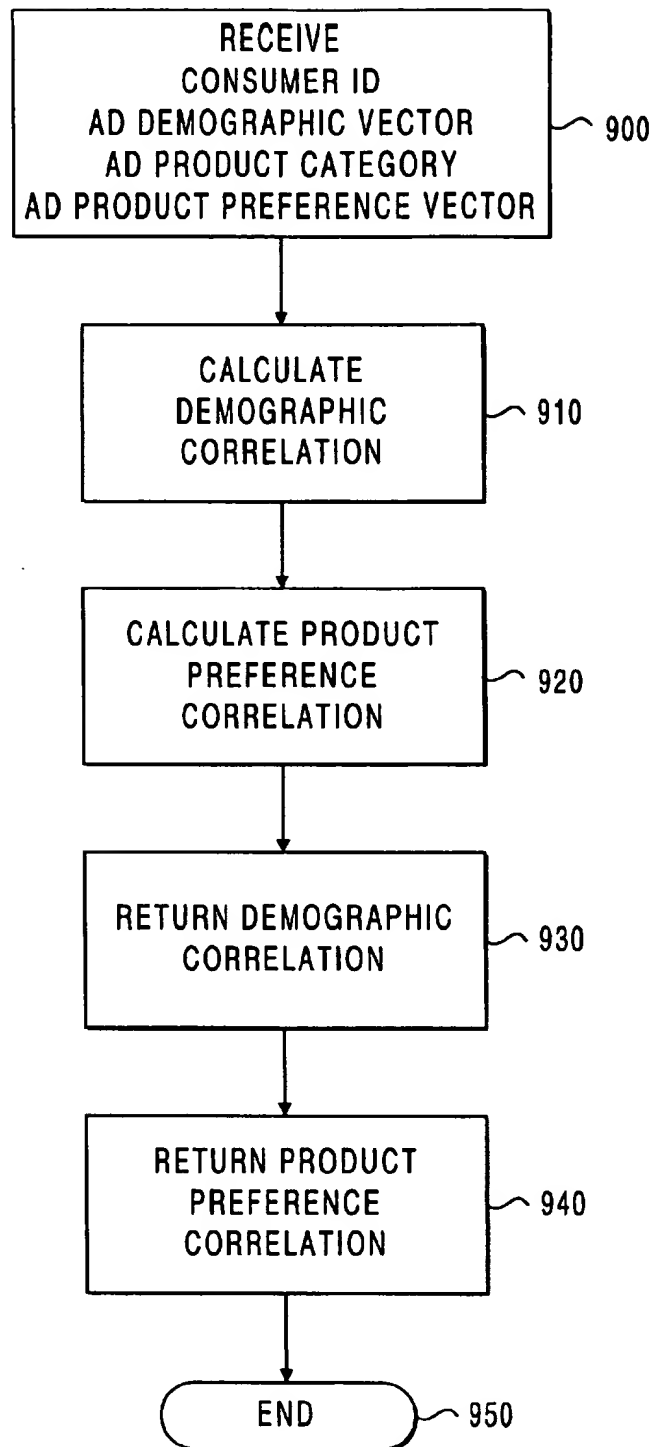 RECEIVE
CONSUMER ID
AD DEMOGRAPHIC VECTOR
AD PRODUCT CATEGORY
AD PRODUCT PREFERENCE VECTOR
900
CALCULATE
DEMOGRAPHIC
CORRELATION
910
CALCULATE PRODUCT
PREFERENCE
CORRELATION
920
RETURN DEMOGRAPHIC
CORRELATION
930
RETURN PRODUCT
PREFERENCE
CORRELATION
940
END
950